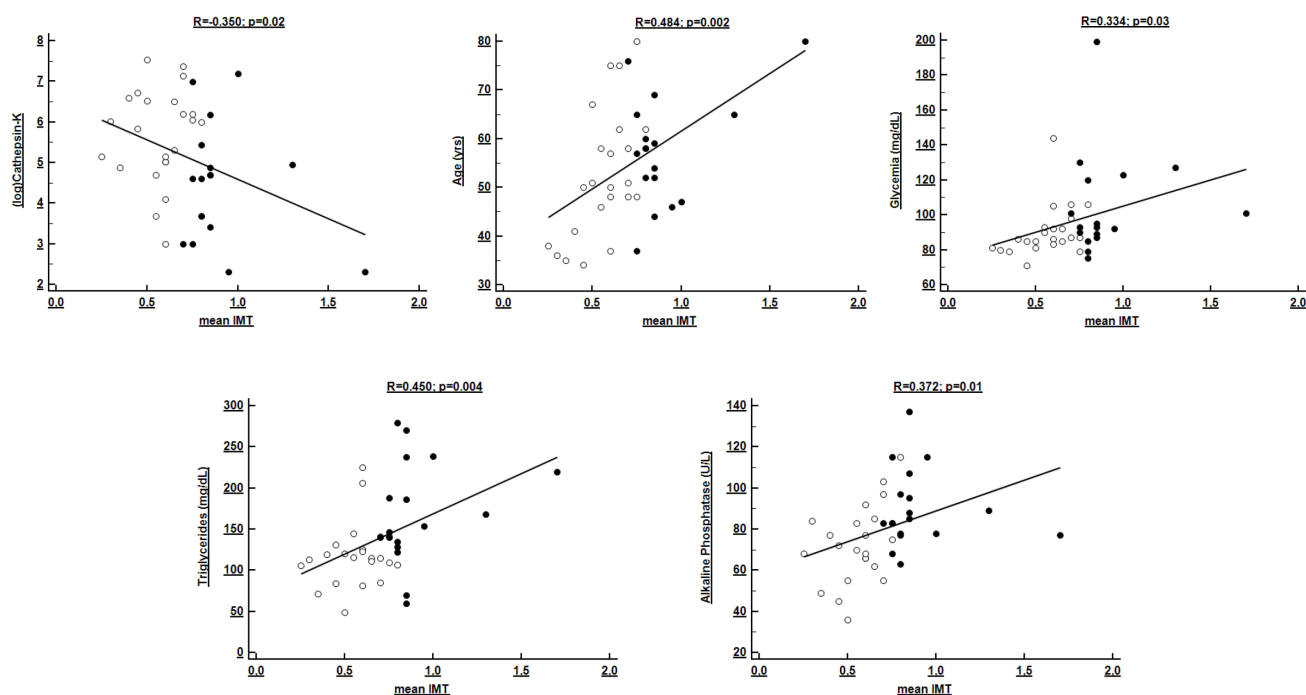 R=-0.350; p=0.02
8
7
6
5
4
3
2
(log)Cathepsin-K
0.0 0.5 1.0 1.5 2.0
mean IMT
R=0.484; p=0.002
80
70
60
50
40
30
Age (yrs)
0.0 0.5 1.0 1.5 2.0
mean IMT
R=0.334; p=0.03
200
180
160
140
120
100
80
60
Glycemia (mg/dL)
0.0 0.5 1.0 1.5 2.0
mean IMT
R=0.450; p=0.004
300
250
200
150
100
50
0
Triglycerides (mg/dL)
0.0 0.5 1.0 1.5 2.0
mean IMT
R=0.372; p=0.01
140
120
100
80
60
40
20
Alkaline Phosphatase (U/L)
0.0 0.5 1.0 1.5 2.0
mean IMT